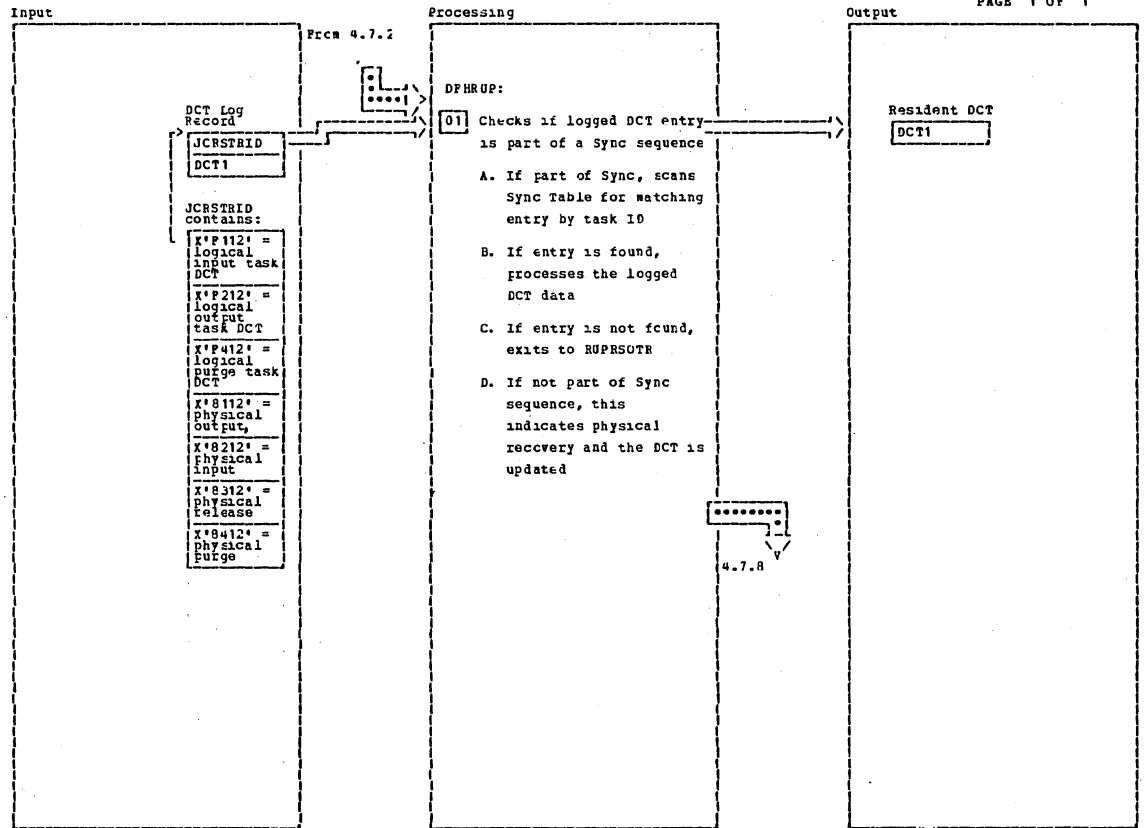 PAGE 1 OF 1
Input
Processing
Output
From 4.7.2
DCT Log
Record
JCRSTRID
DCT1
JCRSTRID
contains:
X'F112' =
logical
input task
DCT
X'F212' =
logical
output
task DCT
X'F412' =
logical
purge task
DCT
X'8112' =
physical
output,
X'8212' =
physical
input
X'8312' =
physical
release
X'8412' =
physical
purge
DFHRUP:
01 Checks if logged DCT entry
is part of a Sync sequence
A. If part of Sync, scans
Sync Table for matching
entry by task ID
B. If entry is found,
processes the logged
DCT data
C. If entry is not found,
exits to RUPRSOTR
D. If not part of Sync
sequence, this
indicates physical
recovery and the DCT is
updated
4.7.8
Resident DCT
DCT1